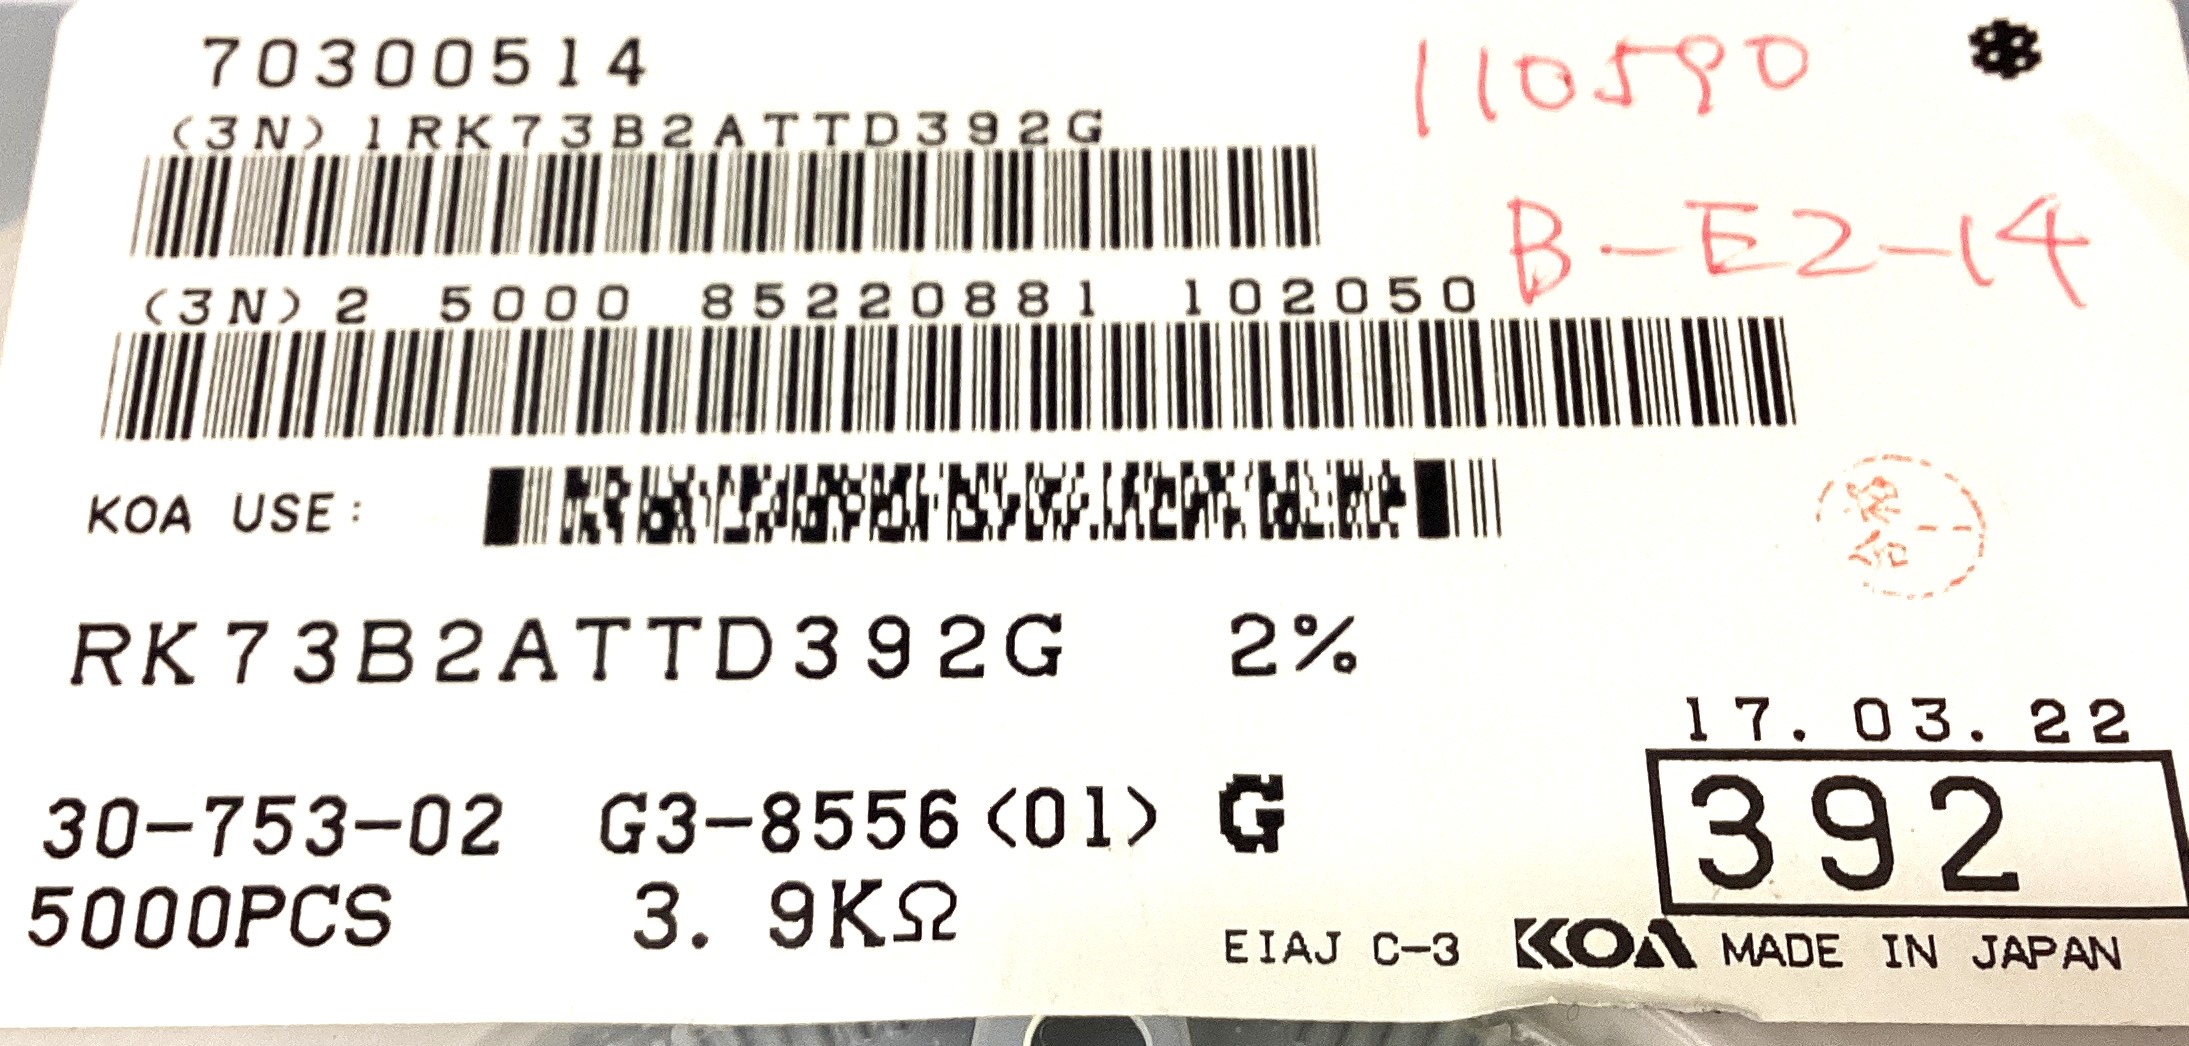 70300514
110590
(3N)1RK73B2ATTD392G
B-E2-14
(3N)2 5000 85220881 102050
KOA USE:
RK73B2ATTD392G 2%
17.03.22
392
30-753-02 G3-8556<01> G
5000PCS 3.9KΩ
EIAJ C-3 KOA MADE IN JAPAN